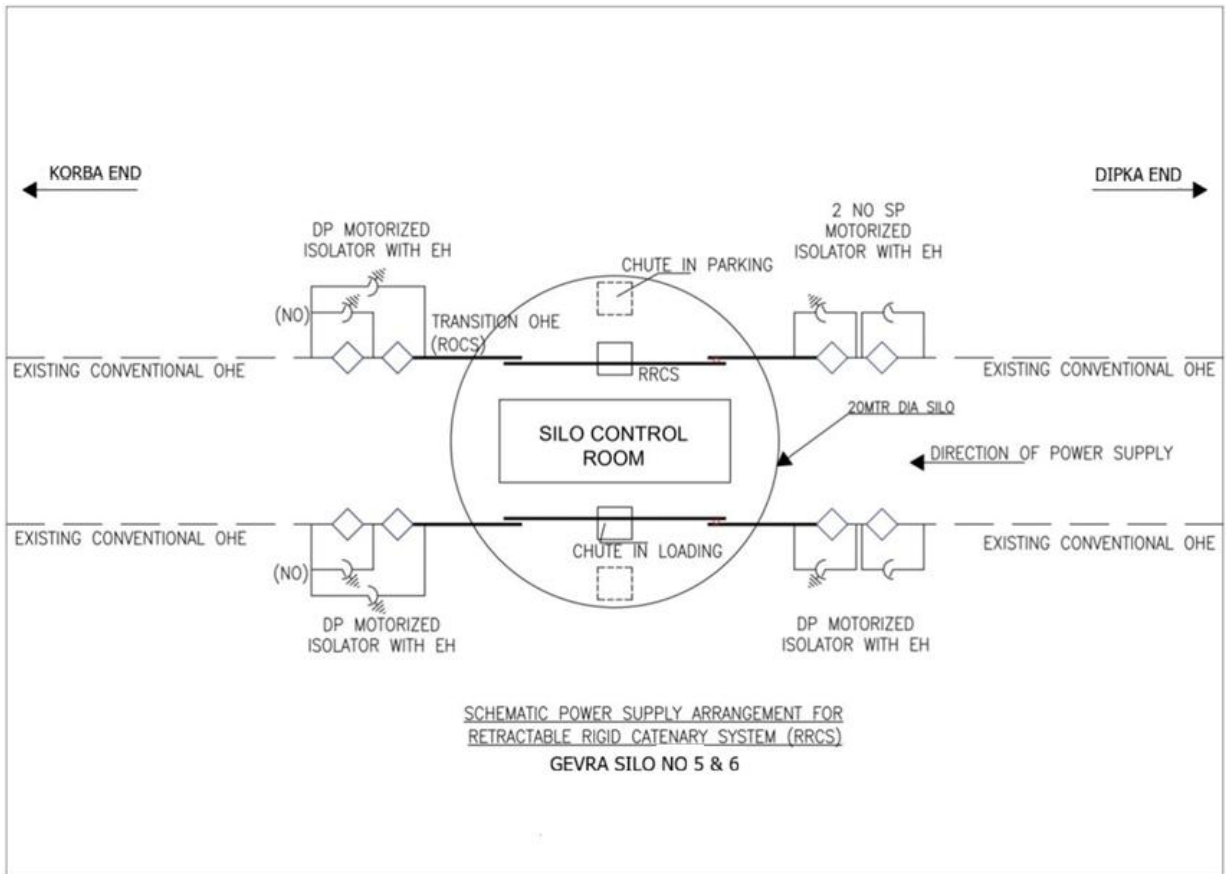 KORBA END
DIPKA END
DP MOTORIZED
ISOLATOR WITH EH
2 NO SP
MOTORIZED
ISOLATOR WITH EH
CHUTE IN PARKING
(NO)
TRANSITION OHE
(ROCS)
EXISTING CONVENTIONAL OHE
RRCS
EXISTING CONVENTIONAL OHE
20MTR DIA SILO
SILO CONTROL
ROOM
DIRECTION OF POWER SUPPLY
EXISTING CONVENTIONAL OHE
CHUTE IN LOADING
EXISTING CONVENTIONAL OHE
(NO)
DP MOTORIZED
ISOLATOR WITH EH
DP MOTORIZED
ISOLATOR WITH EH
SCHEMATIC POWER SUPPLY ARRANGEMENT FOR
RETRACTABLE RIGID CATENARY SYSTEM (RRCS)
GEVRA SILO NO 5 & 6